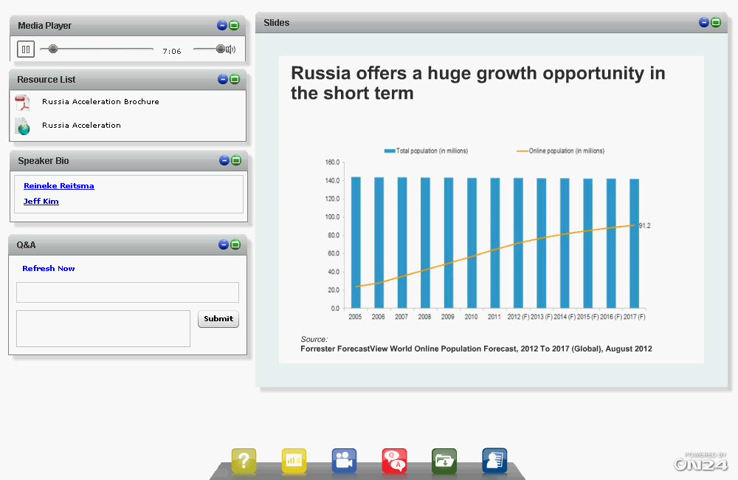 Media Player
7:06
Resource List
Russia Acceleration Brochure
Russia Acceleration
Speaker Bio
Reineke Reitsma
Jeff Kim
Q&A
Refresh Now
Submit
Slides
Russia offers a huge growth opportunity in
the short term
Total population (in millions) Online population (in millions)
160.0
140.0
120.0
100.0
80.0
60.0
40.0
20.0
0.0
91.2
2005 2006 2007 2008 2009 2010 2011 2012 (F) 2013 (F) 2014 (F) 2015 (F) 2016 (F) 2017 (F)
Source:
Forrester ForecastView World Online Population Forecast, 2012 To 2017 (Global), August 2012
?
Q
A
POWERED BY
ON24